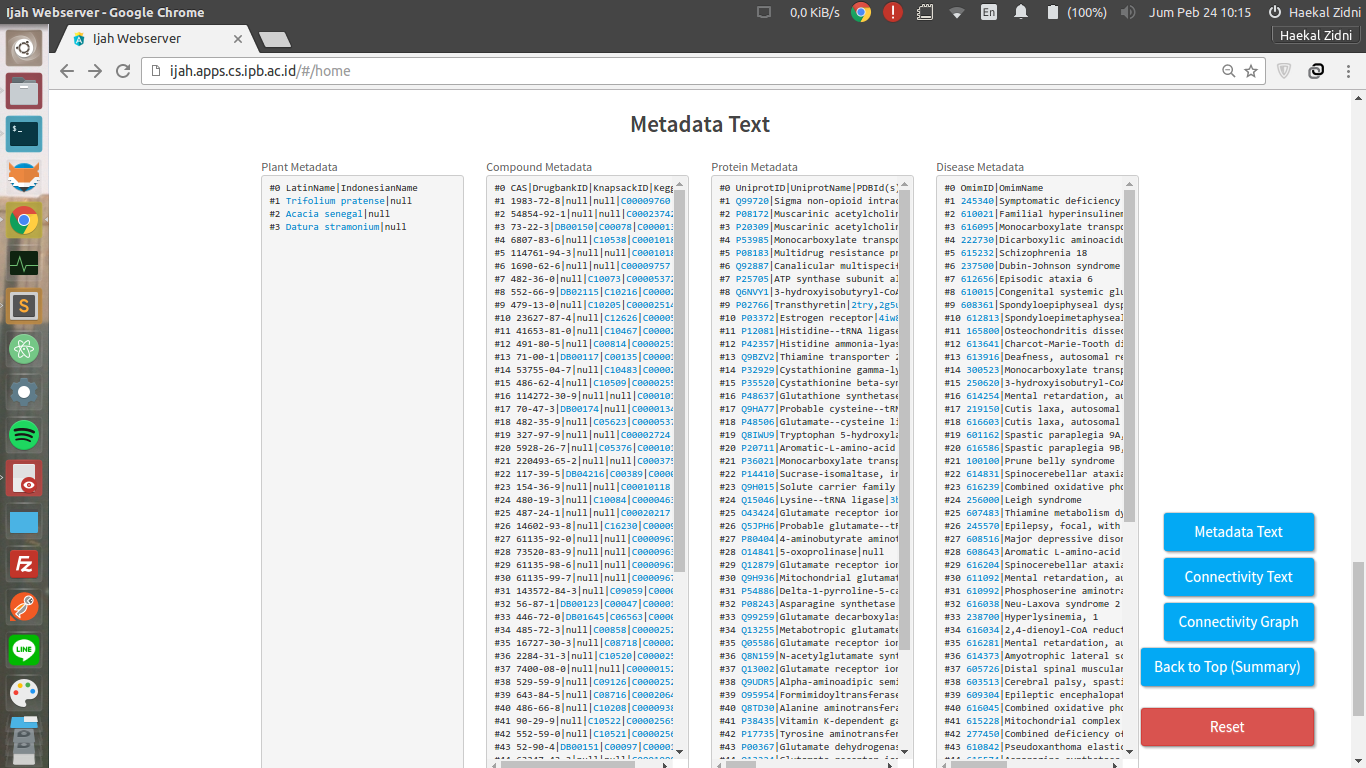 Ijah Webserver - Google Chrome
0,0 KiB/s
En
(100%)
Jum Peb 24 10:15
Haekal Zidni
Ijah Webserver
Haekal Zidni
ijah.apps.cs.ipb.ac.id/#/home
Metadata Text
Plant Metadata
#0 LatinName|IndonesianName
#1 Trifolium pratense|null
#2 Acacia senegal|null
#3 Datura stramonium|null
Compound Metadata
#0 CAS|DrugbankID|KnapsackID|Kegg
#1 1983-72-8|null|null|C00009760
#2 54854-92-1|null|null|C00023742
#3 73-22-3|DB00150|C00078|C000013
#4 6807-83-6|null|C10538|C0001018
#5 114761-94-3|null|null|C0001018
#6 1690-62-6|null|null|C00009757
#7 482-36-0|null|C10073|C00005372
#8 552-66-9|DB02115|C10216|C00002
#9 479-13-0|null|C10205|C00002514
#10 23627-87-4|null|C12626|C00005
#11 41653-81-0|null|C10467|C00002
#12 491-80-5|null|C00814|C0000251
#13 71-00-1|DB00117|C00135|C00001
#14 53755-04-7|null|C10483|C00002
#15 486-62-4|null|C10509|C0000255
#16 114272-30-9|null|null|C000101
#17 70-47-3|DB00174|null|C0000134
#18 482-35-9|null|C05623|C0000537
#19 327-97-9|null|null|C00002724
#20 5928-26-7|null|C05376|C000101
#21 220493-65-2|null|null|C000375
#22 117-39-5|DB04216|C00389|C0000
#23 154-36-9|null|null|C00010118
#24 480-19-3|null|C10084|C0000463
#25 487-24-1|null|null|C00020217
#26 14602-93-8|null|C16230|C00009
#27 61135-92-0|null|null|C0000967
#28 73520-83-9|null|null|C0000963
#29 61135-98-6|null|null|C0000967
#30 61135-99-7|null|null|C0000967
#31 143572-84-3|null|C09059|C0000
#32 56-87-1|DB00123|C00047|C00001
#33 446-72-0|DB01645|C06563|C0000
#34 485-72-3|null|C00858|C0000252
#35 16727-30-3|null|C08718|C00002
#36 2284-31-3|null|C10520|C000025
#37 7400-08-0|null|null|C00000152
#38 529-59-9|null|C09126|C0000252
#39 643-84-5|null|C08716|C0002064
#40 486-66-8|null|C10208|C0000938
#41 90-29-9|null|C10522|C00002565
#42 552-59-0|null|C10521|C0000256
#43 52-90-4|DB00151|C00097|C00001
Protein Metadata
#0 UniprotID|UniprotName|PDBId(s)
#1 Q99720|Sigma non-opioid intrac
#2 P08172|Muscarinic acetylcholin
#3 P20309|Muscarinic acetylcholin
#4 P53985|Monocarboxylate transpo
#5 P08183|Multidrug resistance pr
#6 Q92887|Canalicular multispecif
#7 P25705|ATP synthase subunit al
#8 Q6NVY1|3-hydroxyisobutyryl-CoA
#9 P02766|Transthyretin|2try,2g5u
#10 P03372|Estrogen receptor|4iw8
#11 P12081|Histidine--tRNA ligase
#12 P42357|Histidine ammonia-lyas
#13 Q9BZV2|Thiamine transporter 2
#14 P32929|Cystathionine gamma-ly
#15 P35520|Cystathionine beta-syn
#16 P48637|Glutathione synthetase
#17 Q9HA77|Probable cysteine--tRN
#18 P48506|Glutamate--cysteine li
#19 Q8IWU9|Tryptophan 5-hydroxyla
#20 P20711|Aromatic-L-amino-acid
#21 P36021|Monocarboxylate transp
#22 P14410|Sucrase-isomaltase, in
#23 Q9H015|Solute carrier family
#24 Q15046|Lysine--tRNA ligase|3b
#25 O43424|Glutamate receptor ion
#26 Q5JPH6|Probable glutamate--tR
#27 P80404|4-aminobutyrate aminot
#28 O14841|5-oxoprolinase|null
#29 Q12879|Glutamate receptor ion
#30 Q9H936|Mitochondrial glutamat
#31 P54886|Delta-1-pyrroline-5-ca
#32 P08243|Asparagine synthetase
#33 Q99259|Glutamate decarboxylas
#34 Q13255|Metabotropic glutamate
#35 Q05586|Glutamate receptor ion
#36 Q8N159|N-acetylglutamate synt
#37 Q13002|Glutamate receptor ion
#38 Q9UDR5|Alpha-aminoadipic semi
#39 O95954|Formimidoyltransferase
#40 Q8TD30|Alanine aminotransfera
#41 P38435|Vitamin K-dependent ga
#42 P17735|Tyrosine aminotransfer
#43 P00367|Glutamate dehydrogenas
Disease Metadata
#0 OmimID|OmimName
#1 245340|Symptomatic deficiency
#2 610021|Familial hyperinsulinem
#3 616095|Monocarboxylate transpo
#4 222730|Dicarboxylic aminoacidu
#5 615232|Schizophrenia 18
#6 237500|Dubin-Johnson syndrome
#7 612656|Episodic ataxia 6
#8 610015|Congenital systemic glu
#9 608361|Spondyloepiphyseal dysp
#10 612813|Spondyloepimetaphyseal
#11 165800|Osteochondritis dissec
#12 613641|Charcot-Marie-Tooth di
#13 613916|Deafness, autosomal re
#14 300523|Monocarboxylate transp
#15 250620|3-hydroxyisobutryl-CoA
#16 614254|Mental retardation, au
#17 219150|Cutis laxa, autosomal
#18 616603|Cutis laxa, autosomal
#19 601162|Spastic paraplegia 9A,
#20 616586|Spastic paraplegia 9B,
#21 100100|Prune belly syndrome
#22 614831|Spinocerebellar ataxia
#23 616239|Combined oxidative pho
#24 256000|Leigh syndrome
#25 607483|Thiamine metabolism dy
#26 245570|Epilepsy, focal, with
#27 608516|Major depressive disor
#28 608643|Aromatic L-amino-acid
#29 616204|Spinocerebellar ataxia
#30 611092|Mental retardation, au
#31 610992|Phosphoserine aminotra
#32 616038|Neu-Laxova syndrome 2
#33 238700|Hyperlysinemia, 1
#34 616034|2,4-dienoyl-CoA reduct
#35 616281|Mental retardation, au
#36 614373|Amyotrophic lateral sc
#37 605726|Distal spinal muscular
#38 603513|Cerebral palsy, spasti
#39 609304|Epileptic encephalopat
#40 616045|Combined oxidative pho
#41 615228|Mitochondrial complex
#42 277450|Combined deficiency of
#43 610842|Pseudoxanthoma elastic
Metadata Text
Connectivity Text
Connectivity Graph
Back to Top (Summary)
Reset
LINE